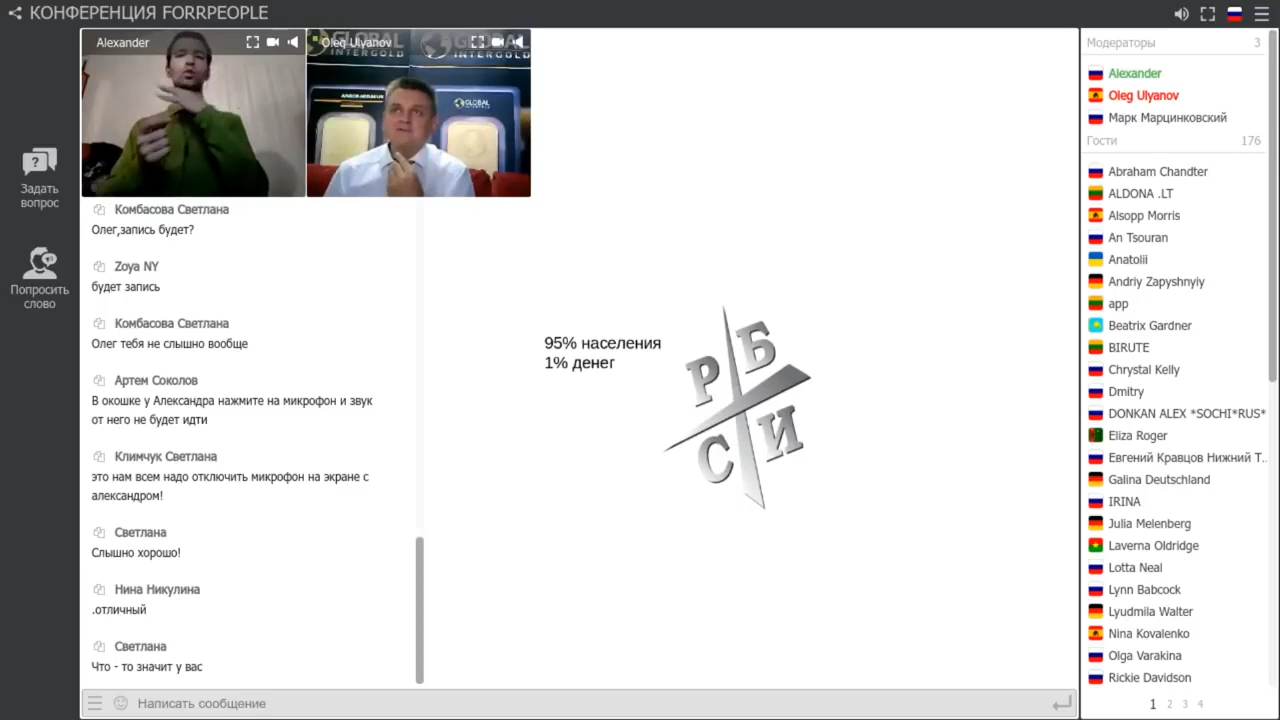 КОНФЕРЕНЦИЯ FORRPEOPLE
Задать
вопрос
Попросить
слово
Alexander
Oleg Ulyanov
GLOBAL
INTERGOLD
GLOBAL
INTERGOLD
GLOBAL
Комбасова Светлана
Олег,запись будет?
Zoya NY
будет запись
Комбасова Светлана
Олег тебя не слышно вообще
Артем Соколов
В окошке у Александра нажмите на микрофон и звук
от него не будет идти
Климчук Светлана
это нам всем надо отключить микрофон на экране с
александром!
Светлана
Слышно хорошо!
Нина Никулина
.отличный
Светлана
Что - то значит у вас
Написать сообщение
95% населения
1% денег
Р Б
С И
Модераторы 3
Alexander
Oleg Ulyanov
Марк Марцинковский
Гости 176
Abraham Chandter
ALDONA .LT
Alsopp Morris
An Tsouran
Anatolii
Andriy Zapyshnyiy
app
Beatrix Gardner
BIRUTE
Chrystal Kelly
Dmitry
DONKAN ALEX *SOCHI*RUS*
Eliza Roger
Евгений Кравцов Нижний Т..
Galina Deutschland
IRINA
Julia Melenberg
Laverna Oldridge
Lotta Neal
Lynn Babcock
Lyudmila Walter
Nina Kovalenko
Olga Varakina
Rickie Davidson
1 2 3 4